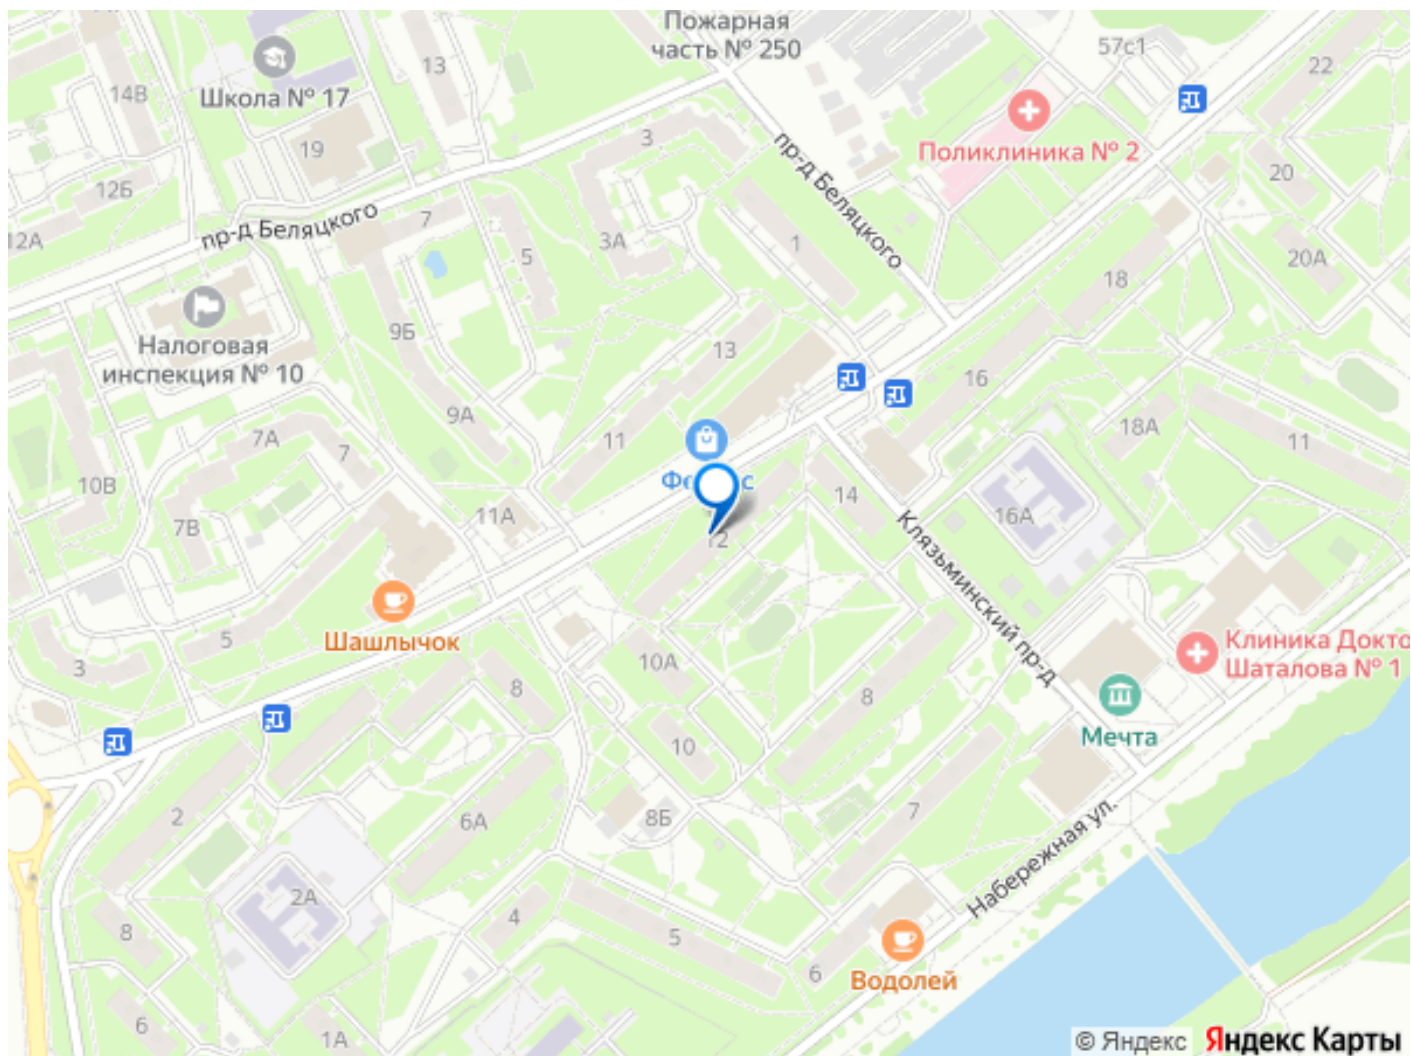 Пожарная
часть № 250
57с1
13
22
14В
Школа № 17
3
Поликлиника № 2
19
20
12Б
пр-д Беляцкого
пр-д Беляцкого
7
12А
3А
1
5
20А
18
9Б
Налоговая
инспекция № 10
13
16
9А
18А
7А
11
11
7
10В
14
16А
11А
7В
12
Клязьминский пр-д
Шашлычок
5
3
10А
Клиника Докто
Шаталова № 1
8
8
Мечта
10
2
6А
8Б
7
Набережная ул.
2А
8
4
5
6
Водолей
6
1А
© Яндекс
Яндекс Карты